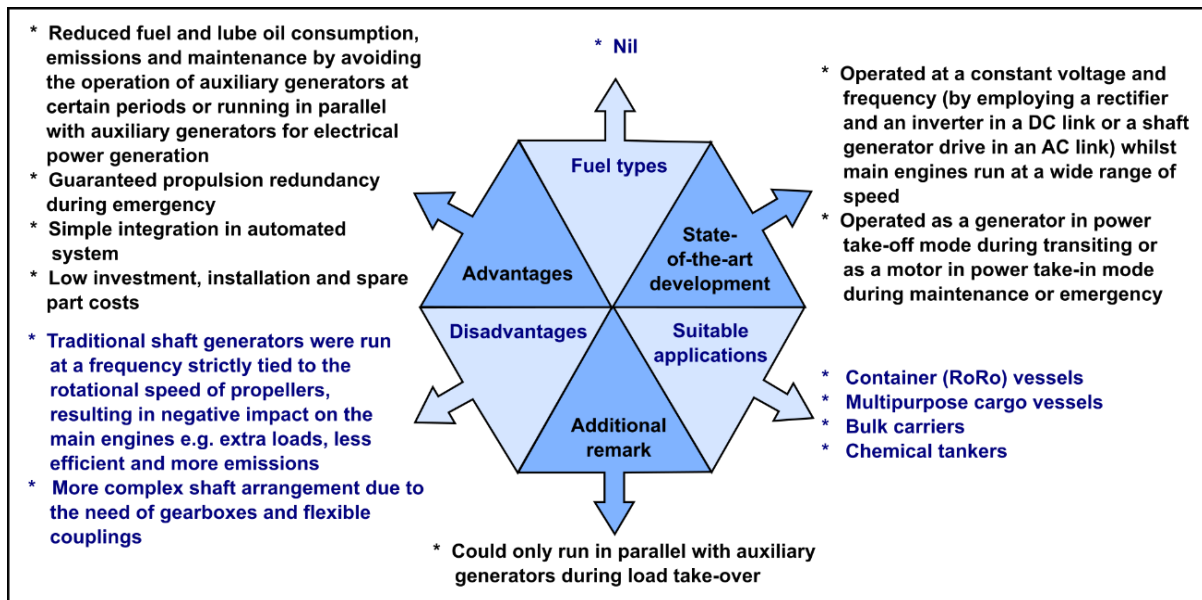 * Reduced fuel and lube oil consumption,
emissions and maintenance by avoiding
the operation of auxiliary generators at
certain periods or running in parallel
with auxiliary generators for electrical
power generation
* Guaranteed propulsion redundancy
during emergency
* Simple integration in automated
system
* Low investment, installation and spare
part costs
* Nil
* Operated at a constant voltage and
frequency (by employing a rectifier
and an inverter in a DC link or a shaft
generator drive in an AC link) whilst
main engines run at a wide range of
speed
* Operated as a generator in power
take-off mode during transiting or
as a motor in power take-in mode
during maintenance or emergency
Fuel types
Advantages
State-
of-the-art
development
Disadvantages
Suitable
applications
Additional
remark
* Traditional shaft generators were run
at a frequency strictly tied to the
rotational speed of propellers,
resulting in negative impact on the
main engines e.g. extra loads, less
efficient and more emissions
* More complex shaft arrangement due to
the need of gearboxes and flexible
couplings
* Container (RoRo) vessels
* Multipurpose cargo vessels
* Bulk carriers
* Chemical tankers
* Could only run in parallel with auxiliary
generators during load take-over